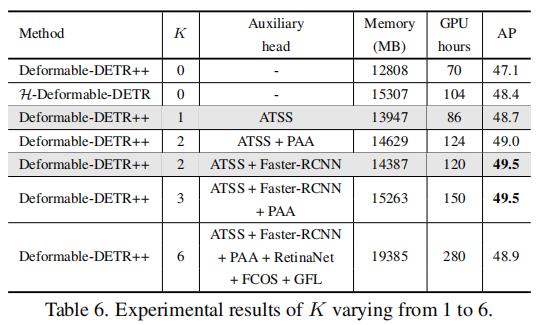 Method K Auxiliary head Memory (MB) GPU hours AP
Deformable-DETR++ 0 - 12808 70 47.1
ℋ-Deformable-DETR 0 - 15307 104 48.4
Deformable-DETR++ 1 ATSS 13947 86 48.7
Deformable-DETR++ 2 ATSS + PAA 14629 124 49.0
Deformable-DETR++ 2 ATSS + Faster-RCNN 14387 120 49.5
Deformable-DETR++ 3 ATSS + Faster-RCNN + PAA 15263 150 49.5
Deformable-DETR++ 6 ATSS + Faster-RCNN + PAA + RetinaNet + FCOS + GFL 19385 280 48.9
Table 6. Experimental results of K varying from 1 to 6.